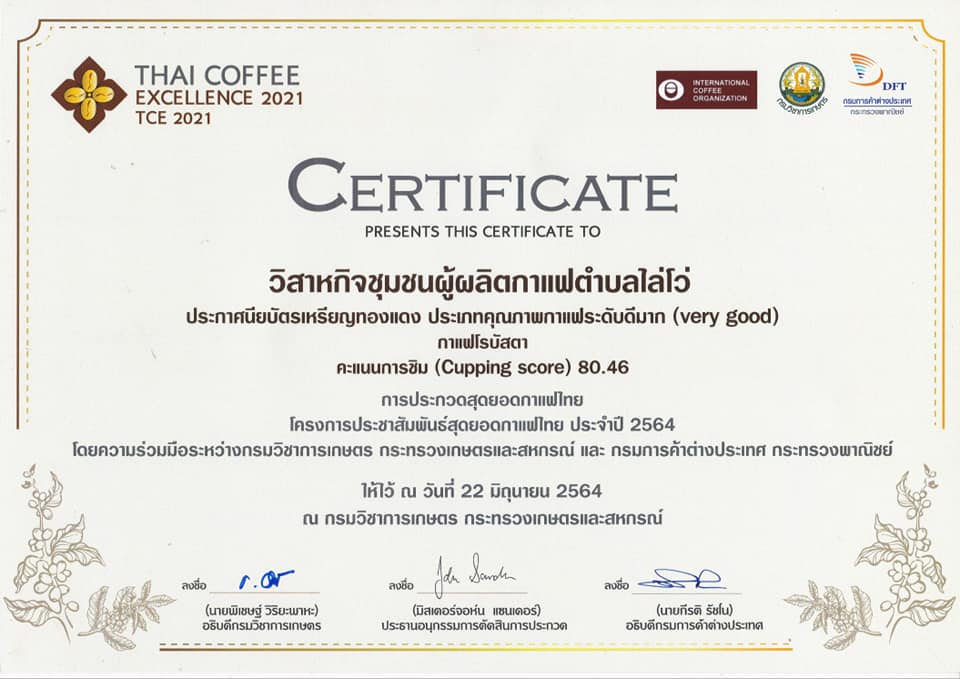 THAI COFFEE
EXCELLENCE 2021
TCE 2021
INTERNATIONAL
COFFEE
ORGANIZATION
กรมวิชาการเกษตร
DFT
กรมการค้าต่างประเทศ
กระทรวงพาณิชย์
CERTIFICATE
PRESENTS THIS CERTIFICATE TO
วิสาหกิจชุมชนผู้ผลิตกาแฟตำบลไล่โว่
ประกาศนียบัตรเหรียญทองแดง ประเภทคุณภาพกาแฟระดับดีมาก (very good)
กาแฟโรบัสตา
คะแนนการชิม (Cupping score) 80.46
การประกวดสุดยอดกาแฟไทย
โครงการประชาสัมพันธ์สุดยอดกาแฟไทย ประจำปี 2564
โดยความร่วมมือระหว่างกรมวิชาการเกษตร กระทรวงเกษตรและสหกรณ์ และ กรมการค้าต่างประเทศ กระทรวงพาณิชย์
ให้ไว้ ณ วันที่ 22 มิถุนายน 2564
ณ กรมวิชาการเกษตร กระทรวงเกษตรและสหกรณ์
ลงชื่อ
(นายพิเชษฐ์ วิริยะพาหะ)
อธิบดีกรมวิชาการเกษตร
ลงชื่อ
(มิสเตอร์จอห์น แซนเดอร์)
ประธานอนุกรรมการตัดสินการประกวด
ลงชื่อ
(นายกีรติ รัชโน)
อธิบดีกรมการค้าต่างประเทศ